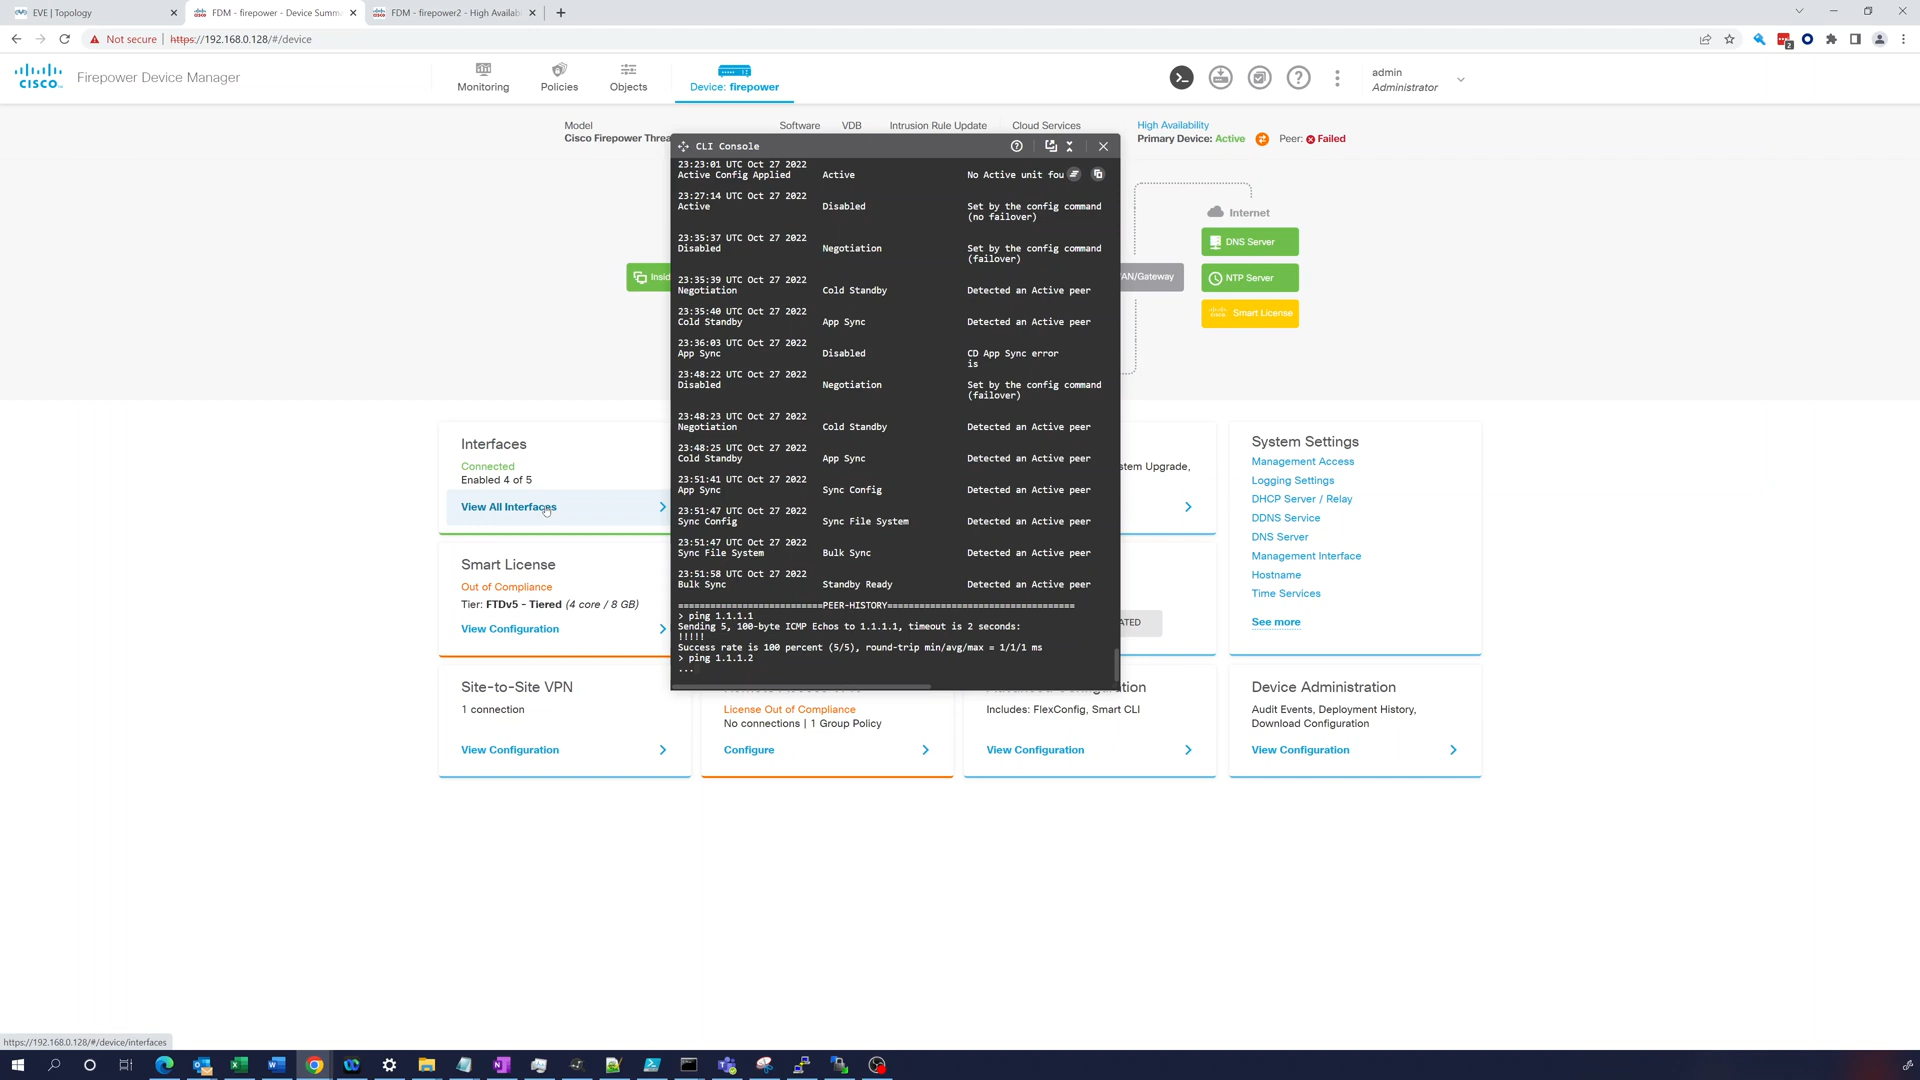 EVE | Topology
FDM - firepower - Device Summ
FDM - firepower2 - High Availab
Not secure
https://192.168.0.128/#/device
2
CISCO
Firepower Device Manager
Monitoring
Policies
Objects
Device: firepower
admin
Administrator
Model
Cisco Firepower Threa
Software
VDB
Intrusion Rule Update
Cloud Services
High Availability
Primary Device: Active
Peer: Failed
CLI Console
23:23:01 UTC Oct 27 2022
Active Config Applied Active No Active unit fou
23:27:14 UTC Oct 27 2022
Active Disabled Set by the config command
(no failover)
23:35:37 UTC Oct 27 2022
Disabled Negotiation Set by the config command
(failover)
23:35:39 UTC Oct 27 2022
Negotiation Cold Standby Detected an Active peer
23:35:40 UTC Oct 27 2022
Cold Standby App Sync Detected an Active peer
23:36:03 UTC Oct 27 2022
App Sync Disabled CD App Sync error
is
23:48:22 UTC Oct 27 2022
Disabled Negotiation Set by the config command
(failover)
23:48:23 UTC Oct 27 2022
Negotiation Cold Standby Detected an Active peer
23:48:25 UTC Oct 27 2022
Cold Standby App Sync Detected an Active peer
23:51:41 UTC Oct 27 2022
App Sync Sync Config Detected an Active peer
23:51:47 UTC Oct 27 2022
Sync Config Sync File System Detected an Active peer
23:51:47 UTC Oct 27 2022
Sync File System Bulk Sync Detected an Active peer
23:51:58 UTC Oct 27 2022
Bulk Sync Standby Ready Detected an Active peer
===========================PEER-HISTORY===================================
> ping 1.1.1.1
Sending 5, 100-byte ICMP Echos to 1.1.1.1, timeout is 2 seconds:
!!!!!
Success rate is 100 percent (5/5), round-trip min/avg/max = 1/1/1 ms
> ping 1.1.1.2
...
Insid
AN/Gateway
Internet
DNS Server
NTP Server
Smart License
Interfaces
Connected
Enabled 4 of 5
View All Interfaces
stem Upgrade,
System Settings
Management Access
Logging Settings
DHCP Server / Relay
DDNS Service
DNS Server
Management Interface
Hostname
Time Services
See more
Smart License
Out of Compliance
Tier: FTDv5 - Tiered (4 core / 8 GB)
View Configuration
ATED
Site-to-Site VPN
1 connection
View Configuration
License Out of Compliance
No connections | 1 Group Policy
Configure
tion
Includes: FlexConfig, Smart CLI
View Configuration
Device Administration
Audit Events, Deployment History,
Download Configuration
View Configuration
https://192.168.0.128/#/device/interfaces